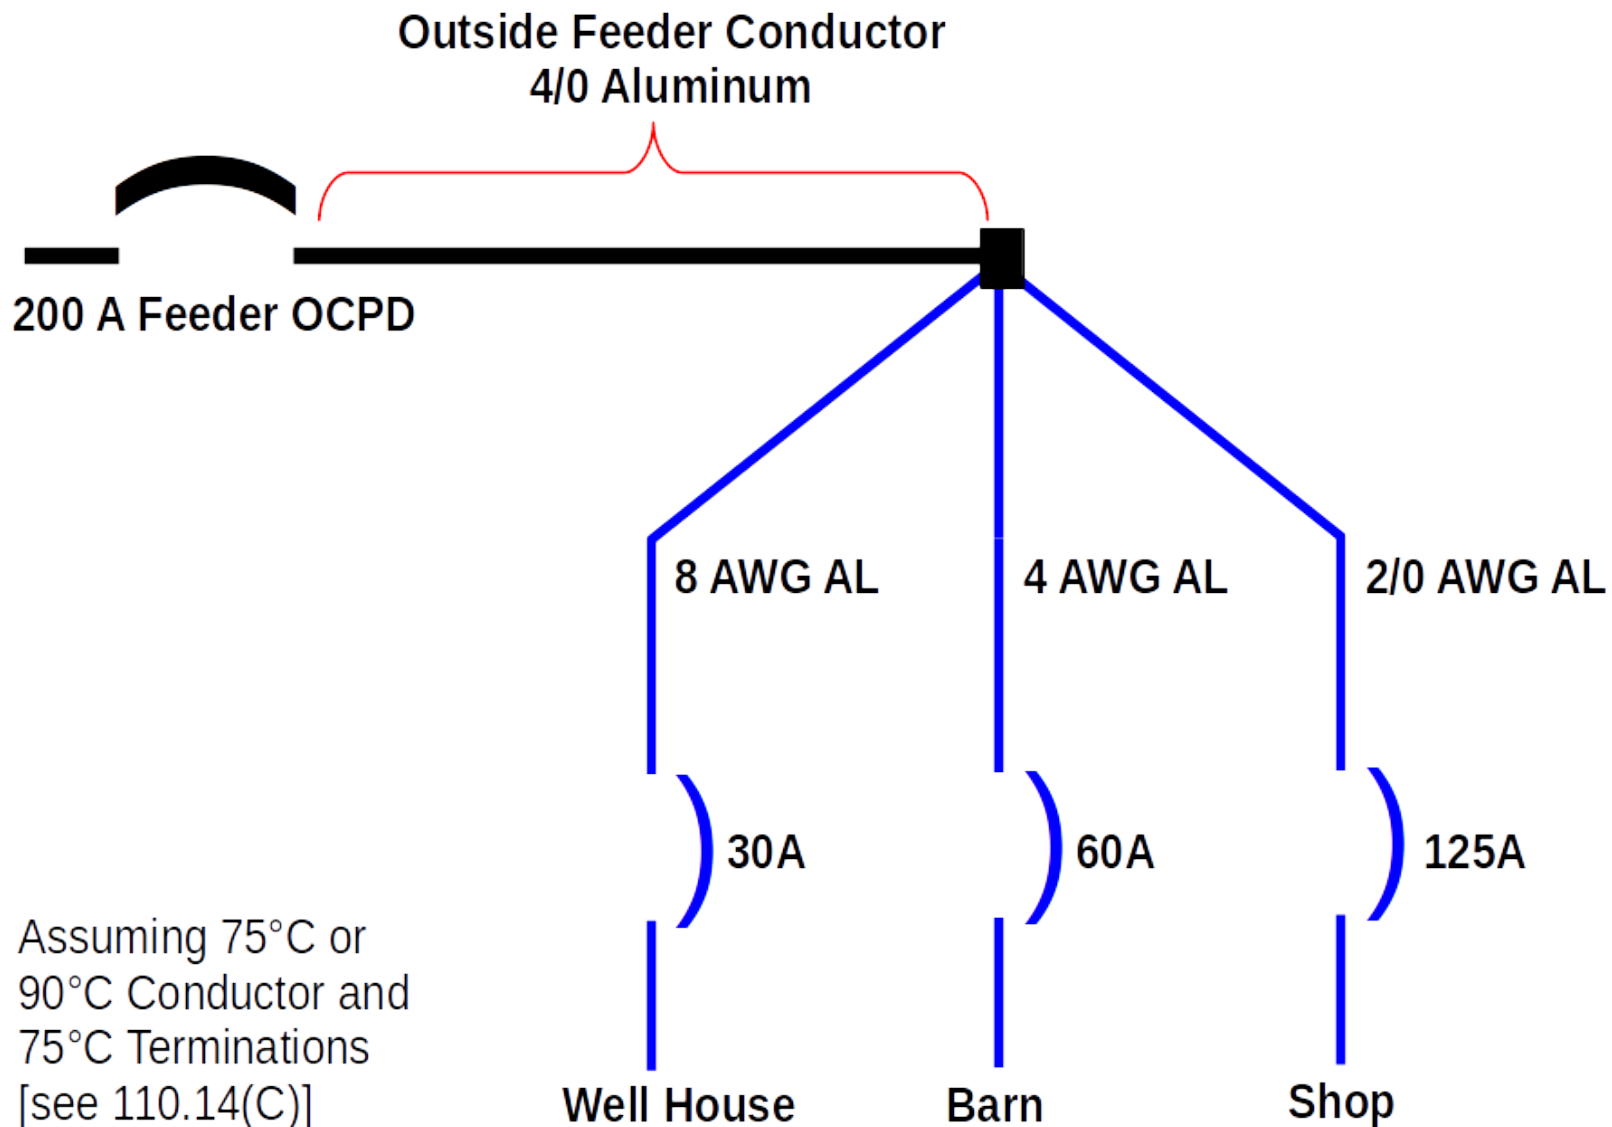 Outside Feeder Conductor
4/0 Aluminum
200 A Feeder OCPD
8 AWG AL
4 AWG AL
2/0 AWG AL
30A
60A
125A
Assuming 75°C or
90°C Conductor and
75°C Terminations
[see 110.14(C)]
Well House
Barn
Shop